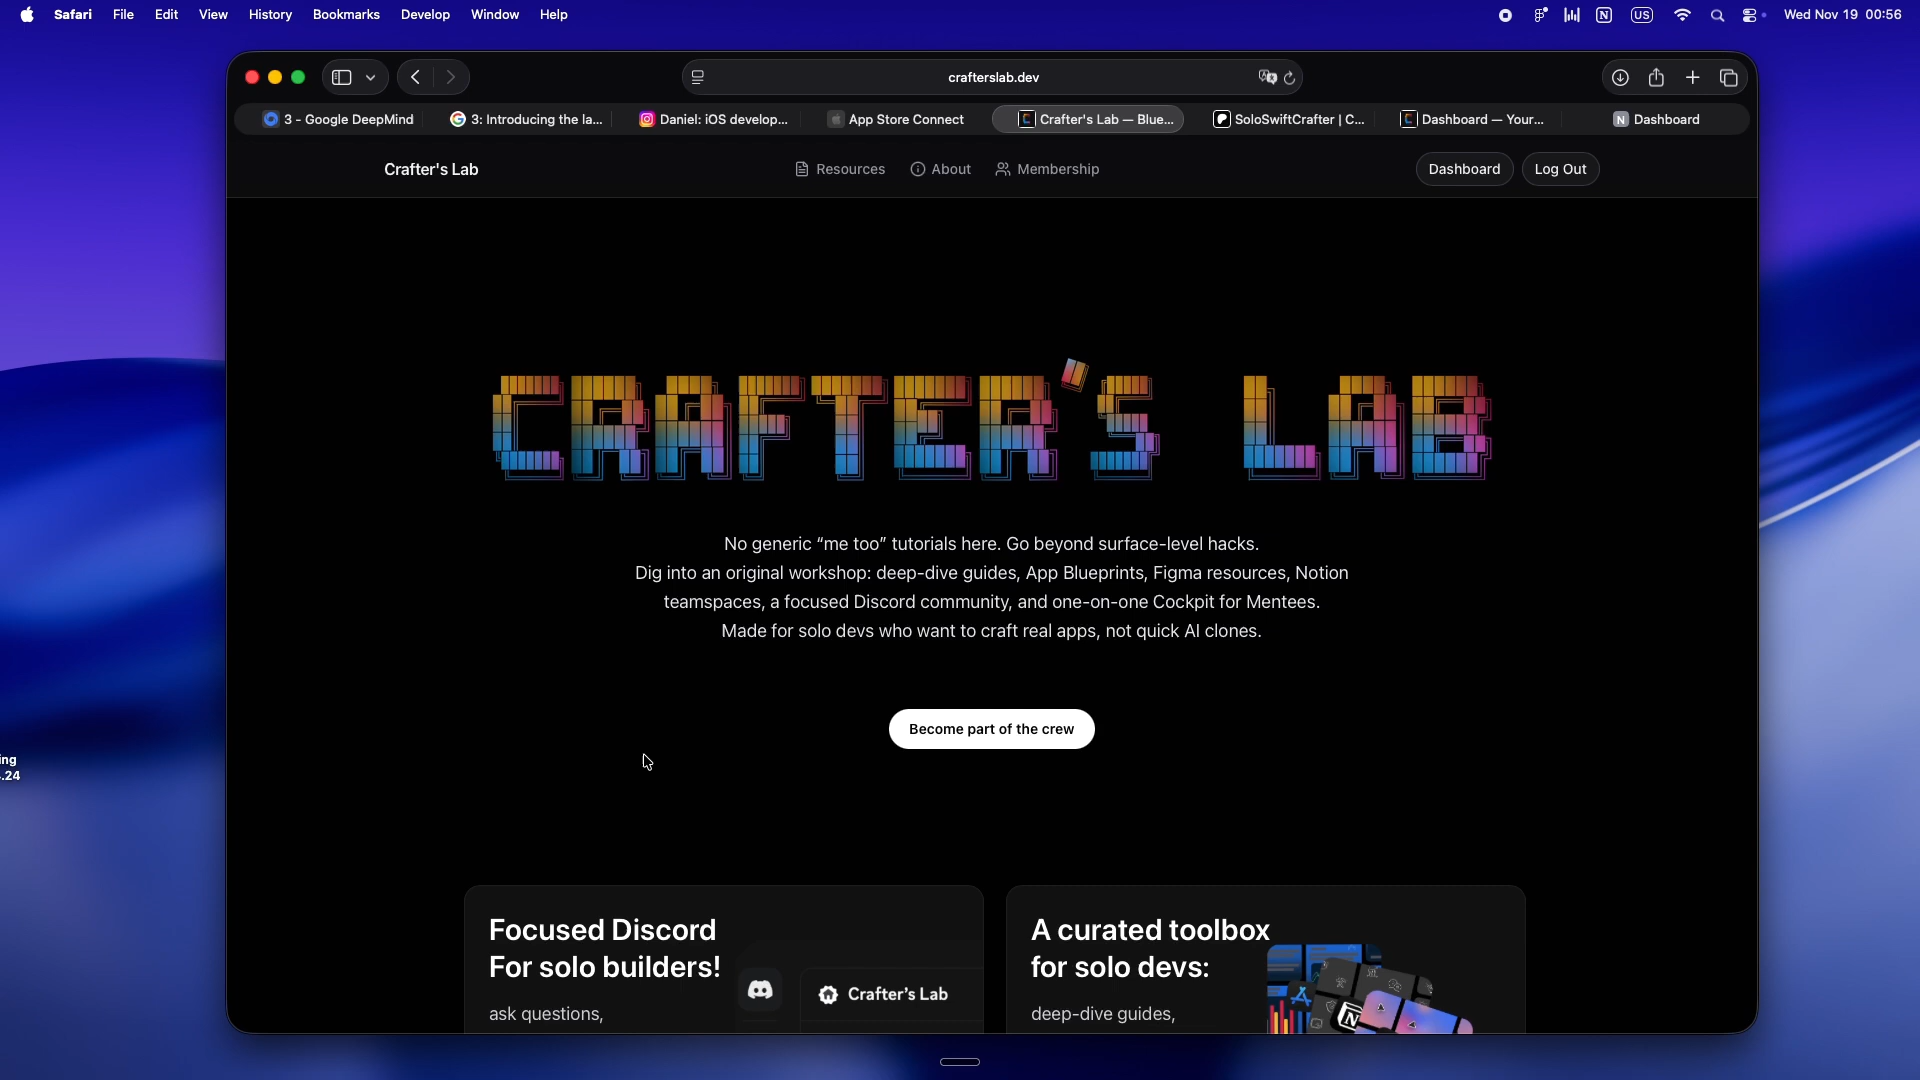 Safari File Edit View History Bookmarks Develop Window Help
N US Wed Nov 19 00:56
crafterslab.dev
3 - Google DeepMind
3: Introducing the la...
Daniel: iOS develop...
App Store Connect
Crafter's Lab — Blue...
SoloSwiftCrafter | C...
Dashboard — Your...
N Dashboard
Crafter's Lab
Resources
About
Membership
Dashboard
Log Out
CRAFTER'S LAB
No generic “me too” tutorials here. Go beyond surface-level hacks.
Dig into an original workshop: deep-dive guides, App Blueprints, Figma resources, Notion
teamspaces, a focused Discord community, and one-on-one Cockpit for Mentees.
Made for solo devs who want to craft real apps, not quick AI clones.
Become part of the crew
ing
.24
Focused Discord
For solo builders!
ask questions,
Crafter's Lab
A curated toolbox
for solo devs:
deep-dive guides,
N